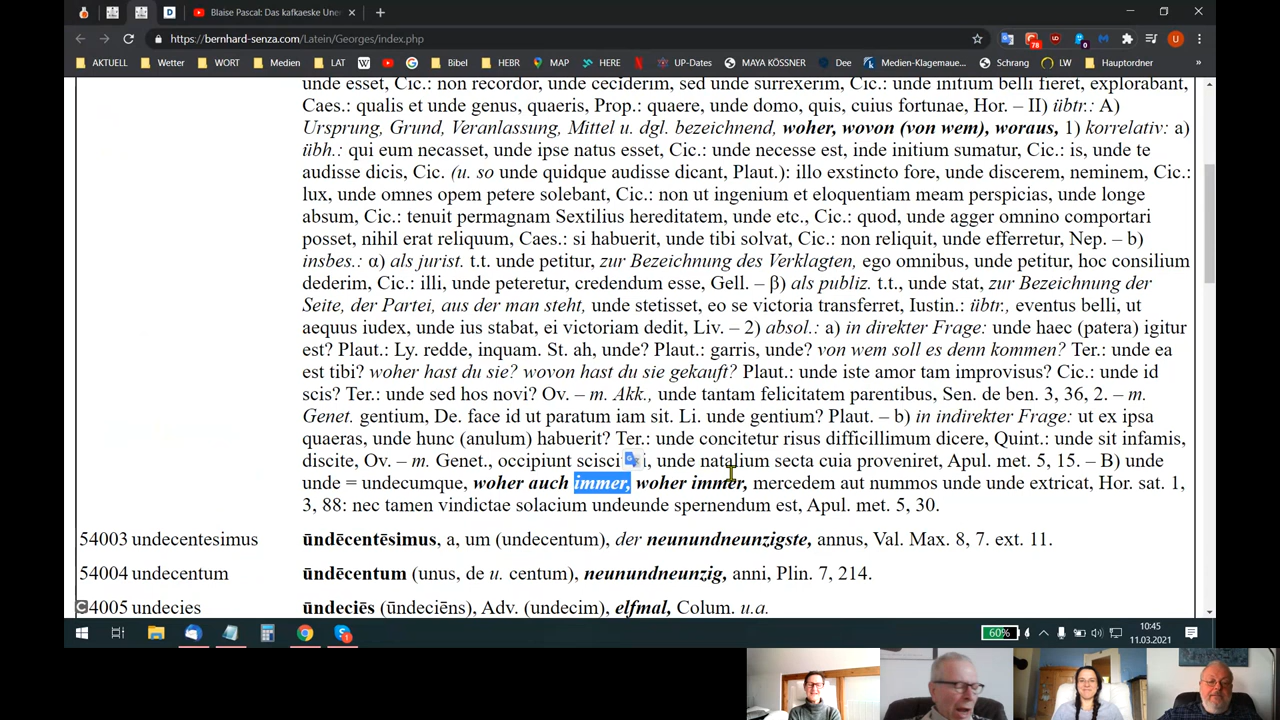 Blaise Pascal: Das kafkaeske Une
https://bernhard-senza.com/Latein/Georges/index.php
AKTUELL Wetter WORT Medien LAT Bibel HEBR MAP HERE UP-Dates MAYA KÖSSNER Dee Medien-Klagemaue... Schrang LW Hauptordner
unde esset, Cic.: non recordor, unde ceciderim, sed unde surrexerim, Cic.: unde initium belli fieret, explorabant,
Caes.: qualis et unde genus, quaeris, Prop.: quaere, unde domo, quis, cuius fortunae, Hor. – II) übtr.: A)
Ursprung, Grund, Veranlassung, Mittel u. dgl. bezeichnend, woher, wovon (von wem), woraus, 1) korrelativ: a)
übh.: qui eum necasset, unde ipse natus esset, Cic.: unde necesse est, inde initium sumatur, Cic.: is, unde te
audisse dicis, Cic. (u. so unde quidque audisse dicant, Plaut.): illo exstincto fore, unde discerem, neminem, Cic.:
lux, unde omnes opem petere solebant, Cic.: non ut ingenium et eloquentiam meam perspicias, unde longe
absum, Cic.: tenuit permagnam Sextilius hereditatem, unde etc., Cic.: quod, unde agger omnino comportari
posset, nihil erat reliquum, Caes.: si habuerit, unde tibi solvat, Cic.: non reliquit, unde efferretur, Nep. – b)
insbes.: α) als jurist. t.t. unde petitur, zur Bezeichnung des Verklagten, ego omnibus, unde petitur, hoc consilium
dederim, Cic.: illi, unde peteretur, credendum esse, Gell. – β) als publiz. t.t., unde stat, zur Bezeichnung der
Seite, der Partei, aus der man steht, unde stetisset, eo se victoria transferret, Iustin.: übtr., eventus belli, ut
aequus iudex, unde ius stabat, ei victoriam dedit, Liv. – 2) absol.: a) in direkter Frage: unde haec (patera) igitur
est? Plaut.: Ly. redde, inquam. St. ah, unde? Plaut.: garris, unde? von wem soll es denn kommen? Ter.: unde ea
est tibi? woher hast du sie? wovon hast du sie gekauft? Plaut.: unde iste amor tam improvisus? Cic.: unde id
scis? Ter.: unde sed hos novi? Ov. – m. Akk., unde tantam felicitatem parentibus, Sen. de ben. 3, 36, 2. – m.
Genet. gentium, De. face id ut paratum iam sit. Li. unde gentium? Plaut. – b) in indirekter Frage: ut ex ipsa
quaeras, unde hunc (anulum) habuerit? Ter.: unde concitetur risus difficillimum dicere, Quint.: unde sit infamis,
discite, Ov. – m. Genet., occipiunt unde natalium secta cuia proveniret, Apul. met. 5, 15. – B) unde
unde = undecumque, woher auch immer, woher immer, mercedem aut nummos unde unde extricat, Hor. sat. 1,
3, 88: nec tamen vindictae solacium undeunde spernendum est, Apul. met. 5, 30.
54003 undecentesimus ūndēcentēsimus, a, um (undecentum), der neunundneunzigste, annus, Val. Max. 8, 7. ext. 11.
54004 undecentum ūndēcentum (unus, de u. centum), neunundneunzig, anni, Plin. 7, 214.
4005 undecies ūndeciēs (ūndeciēns), Adv. (undecim), elfmal, Colum. u.a.
60%
10:45
11.03.2021